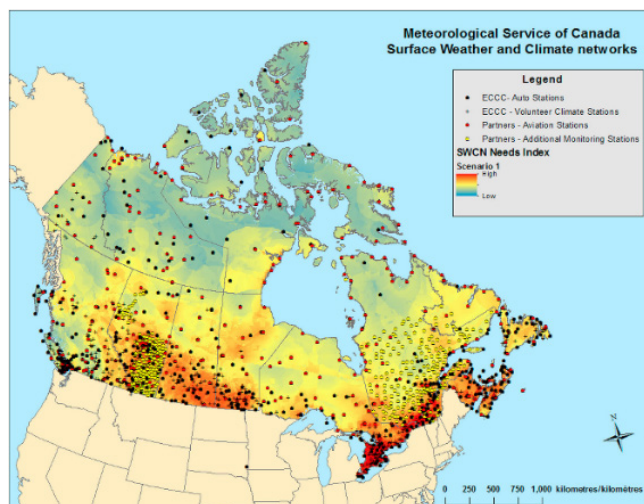 Meteorological Service of Canada
Surface Weather and Climate networks
Legend
ECCC- Auto Stations
ECCC - Volunteer Climate Stations
Partners - Aviation Stations
Partners - Additional Monitoring Stations
SWCN Needs Index
Scenario 1
High
Low
N
0 250 500 750 1,000 kilometres/kilomètres